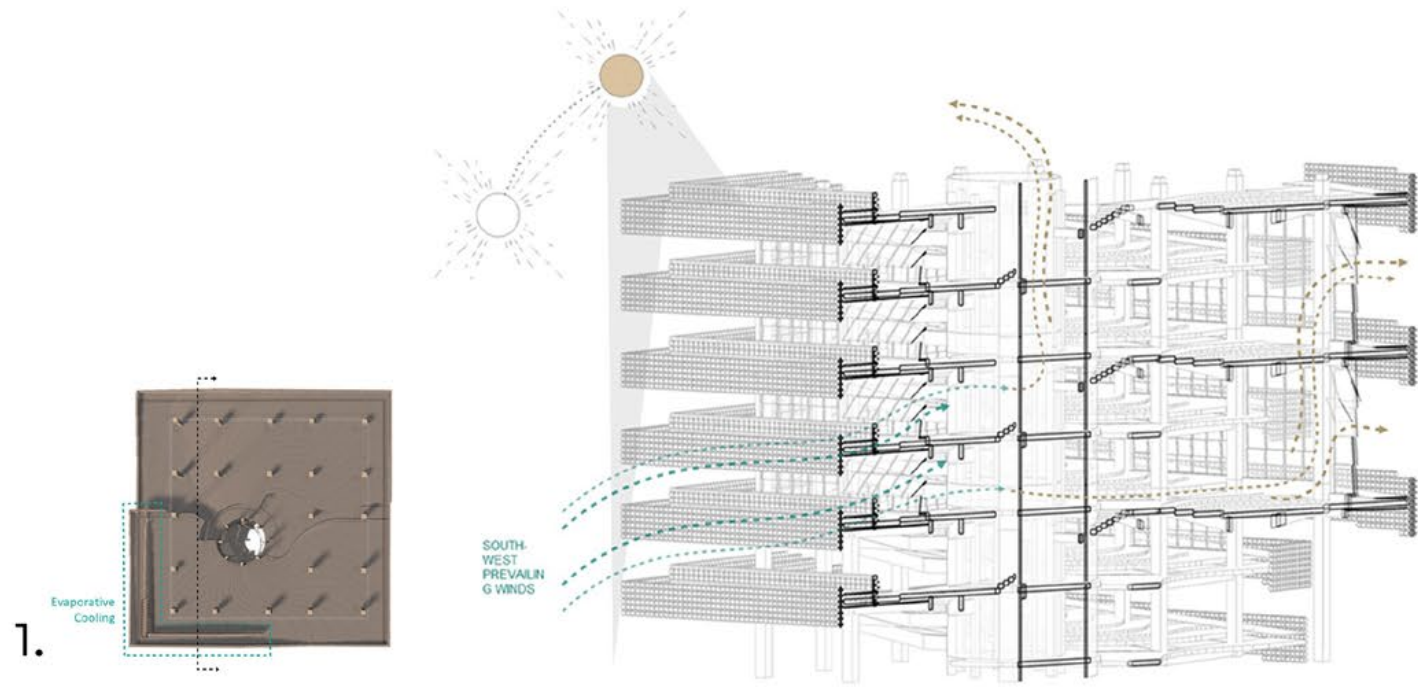 SOUTH-
WEST
PREVAILIN
G WINDS
Evaporative
Cooling
1.